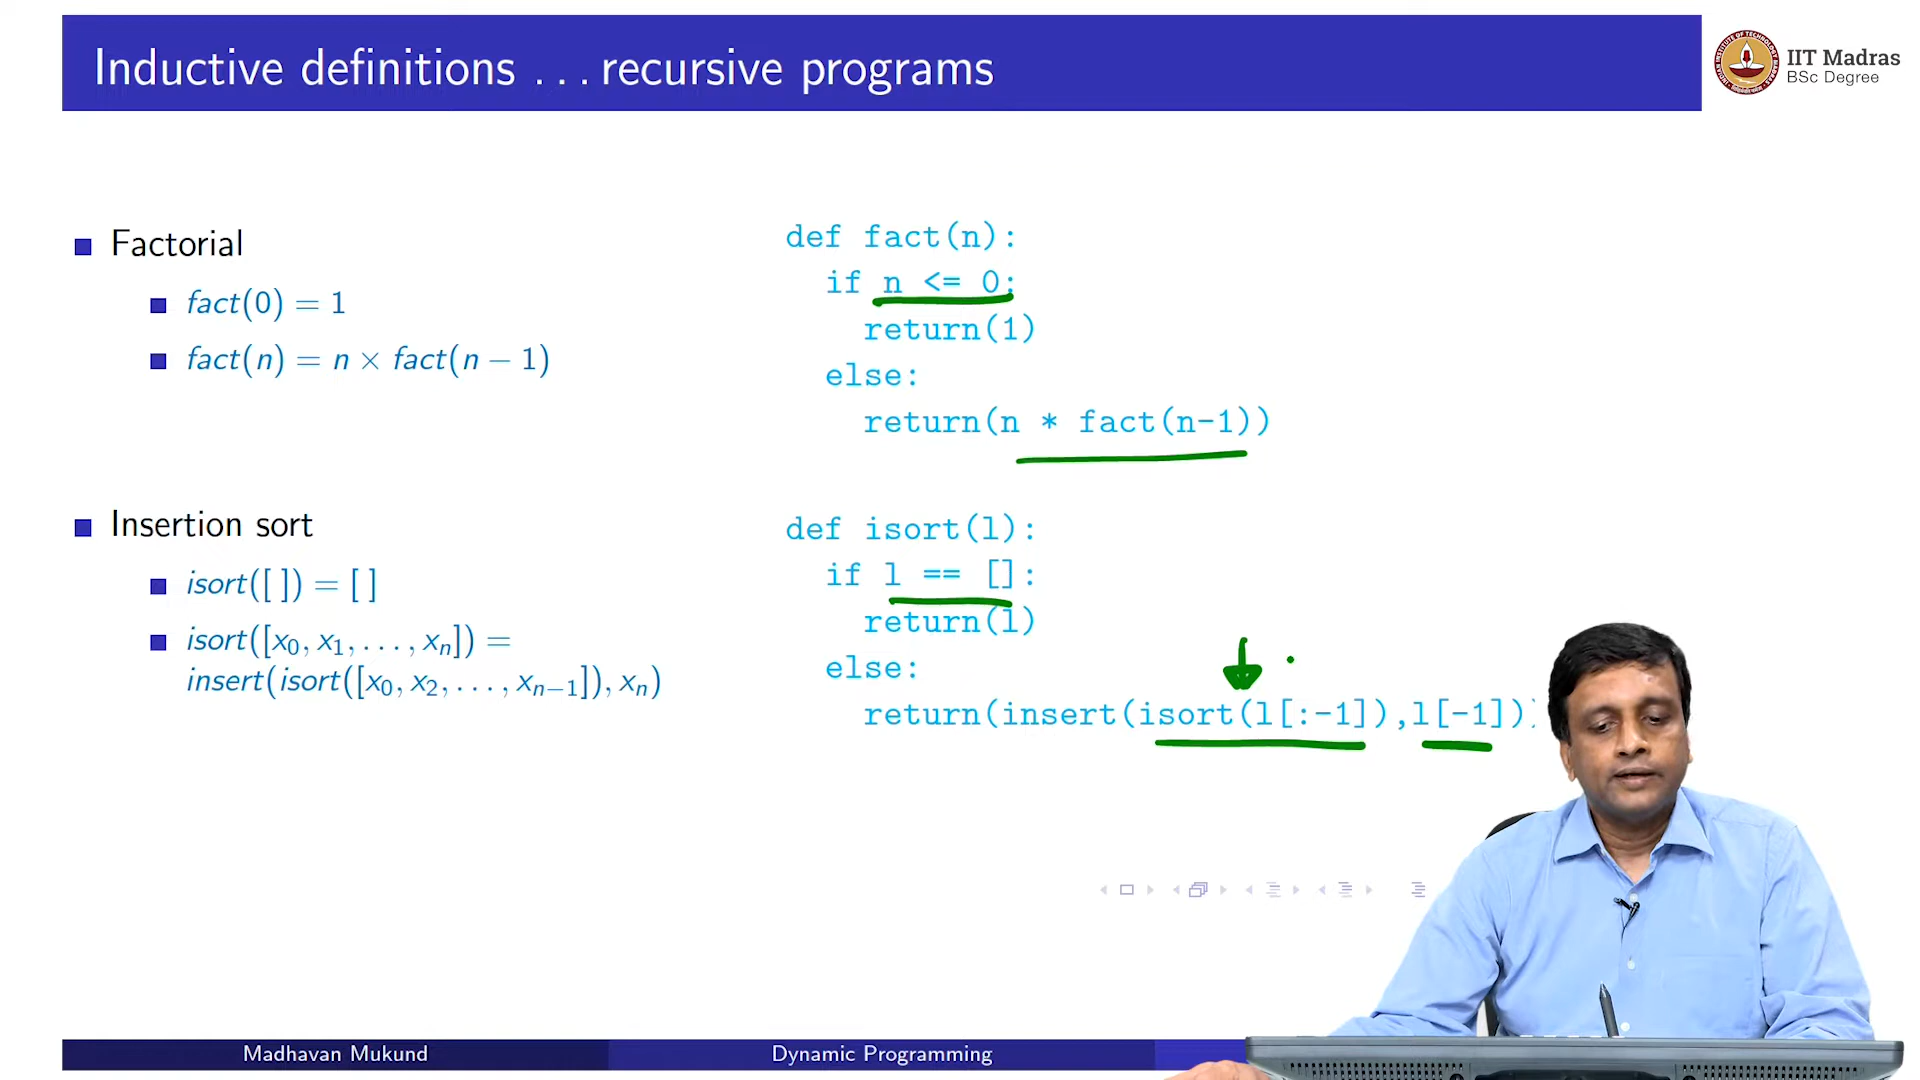 Inductive definitions . . . recursive programs
IIT Madras
BSc Degree
Factorial
fact(0) = 1
fact(n) = n × fact(n − 1)
def fact(n):
if n <= 0:
return(1)
else:
return(n * fact(n-1))
Insertion sort
isort([ ]) = [ ]
isort([x₀, x₁, . . . , xₙ]) =
insert(isort([x₀, x₂, . . . , xₙ₋₁]), xₙ)
def isort(l):
if l == []:
return(l)
else:
return(insert(isort(l[:-1]),l[-1]))
Madhavan Mukund
Dynamic Programming